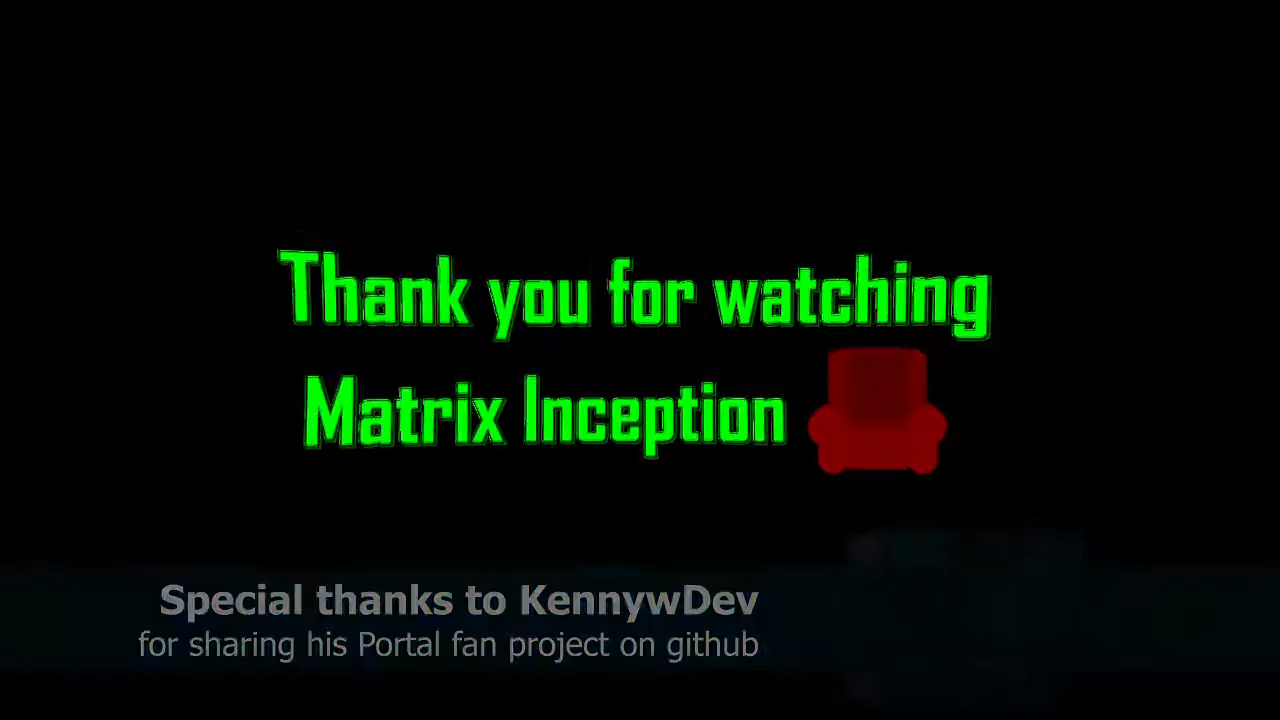 Thank you for watching
Matrix Inception
Special thanks to KennywDev
for sharing his Portal fan project on github